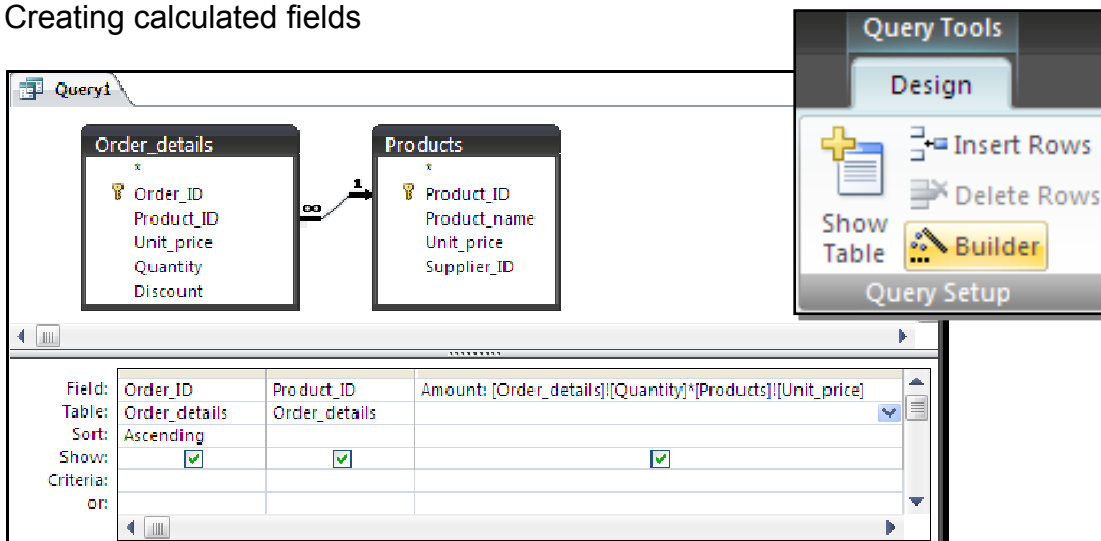 Creating calculated fields
Query Tools
Design
Insert Rows
Delete Rows
Show
Table
Builder
Query Setup
Query1
Order_details
*
Order_ID
Product_ID
Unit_price
Quantity
Discount
∞
1
Products
*
Product_ID
Product_name
Unit_price
Supplier_ID
Field: Order_ID Product_ID Amount: [Order_details]![Quantity]*[Products]![Unit_price]
Table: Order_details Order_details
Sort: Ascending
Show:
Criteria:
or: